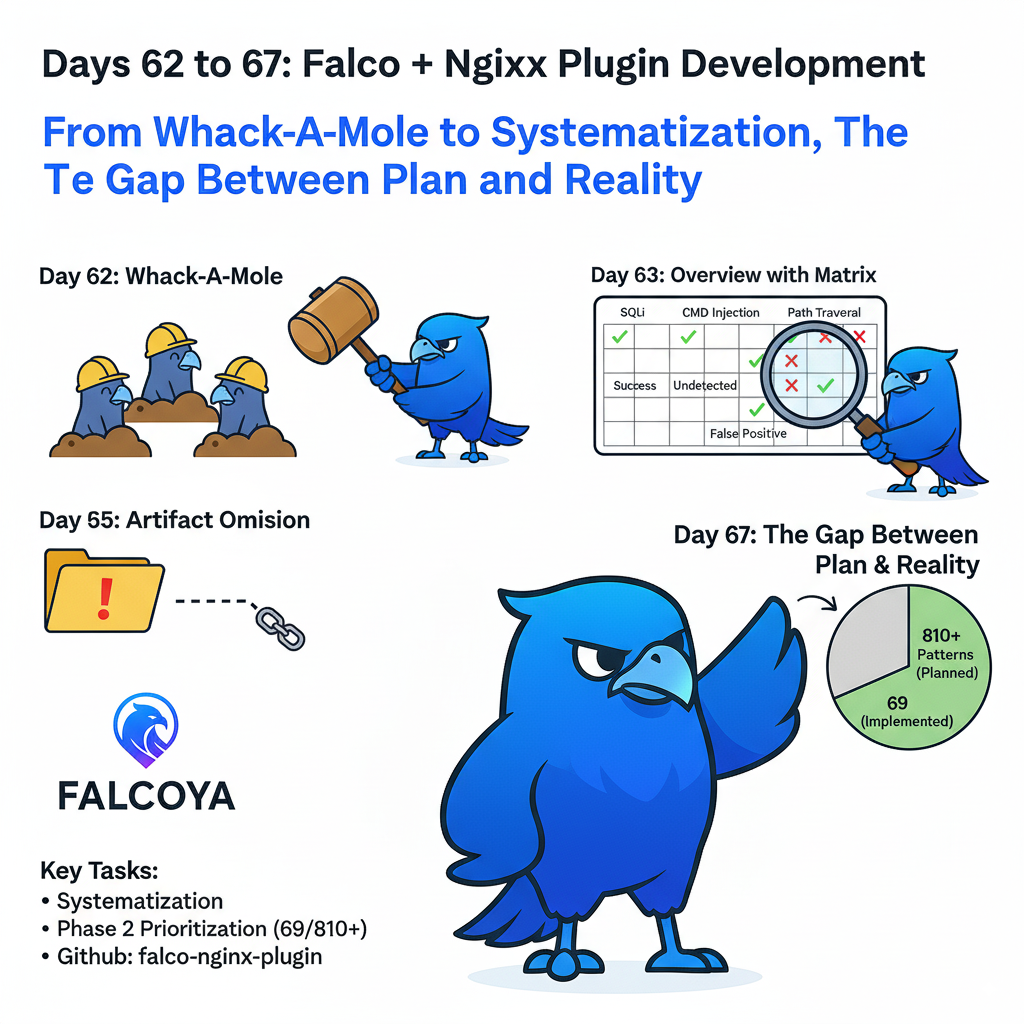 Days 62 to 67: Falco + Ngixx Plugin Development
From Whack-A-Mole to Systematization, The
Te Gap Between Plan and Reality
Day 62: Whack-A-Mole
Day 63: Overview with Matrix
SQLi CMD Injection Path Traveral
Success Undetected
False Positive
Day 65: Artifact Omision
!
Day 67: The Gap Between
Plan & Reality
810+
Patterns
(Planned)
69
(Implemented)
FALCOYA
Key Tasks:
• Systematization
• Phase 2 Prioritization (69/810+)
• Github: falco-nginx-plugin